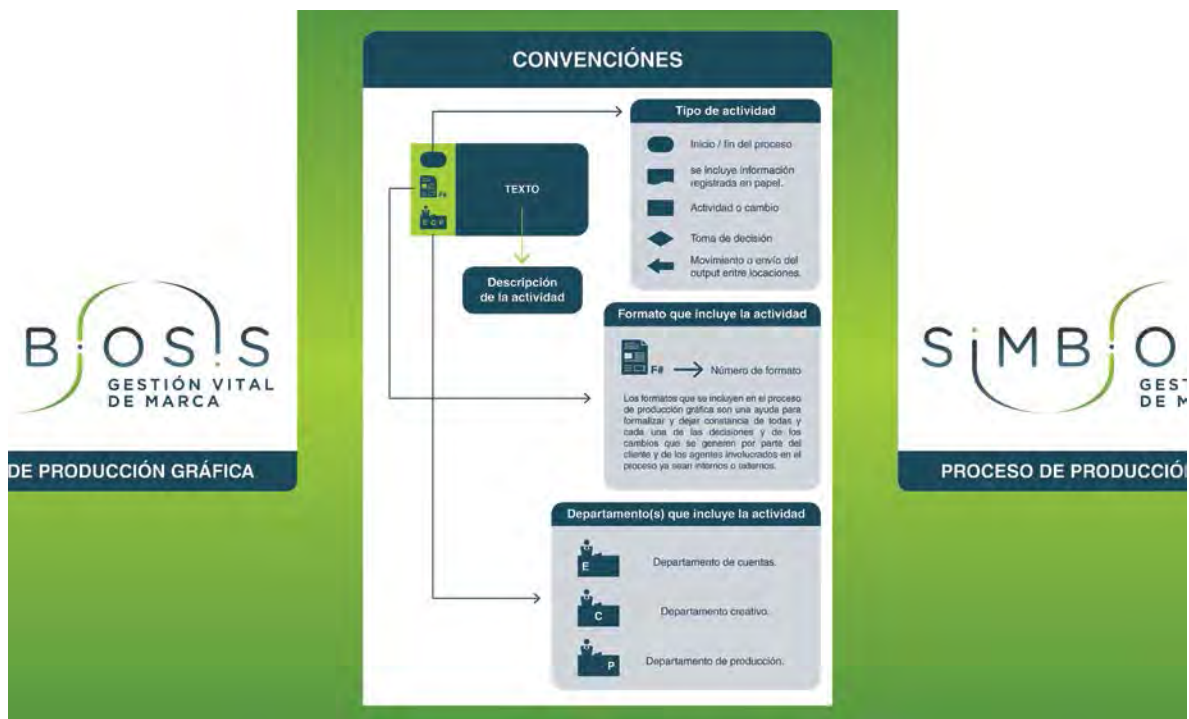 CONVENCIÓNES
Tipo de actividad
Inicio / fin del proceso
se incluye información
registrada en papel.
Actividad o cambio
Toma de decisión
Movimiento o envío del
output entre locaciones.
F#
E C P
TEXTO
Descripción
de la actividad
Formato que incluye la actividad
F#
Número de formato
Los formatos que se incluyen en el proceso
de producción gráfica son una ayuda para
formalizar y dejar constancia de todas y
cada una de las decisiones y de los
cambios que se generen por parte del
cliente y de los agentes involucrados en el
proceso ya sean internos o externos.
Departamento(s) que incluye la actividad
E
Departamento de cuentas.
C
Departamento creativo.
P
Departamento de producción.
BiOSiS
GESTIÓN VITAL
DE MARCA
DE PRODUCCIÓN GRÁFICA
SiMBiO
GEST
DE M
PROCESO DE PRODUCCIÓ